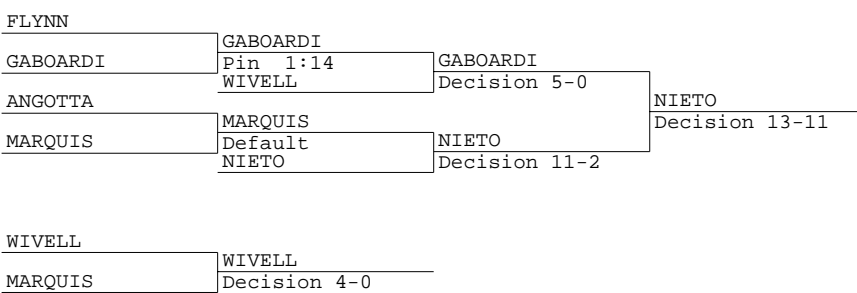 FLYNN
GABOARDI
GABOARDI
Pin 1:14
WIVELL
GABOARDI
Decision 5-0
ANGOTTA
MARQUIS
MARQUIS
Default
NIETO
NIETO
Decision 11-2
NIETO
Decision 13-11
WIVELL
MARQUIS
WIVELL
Decision 4-0